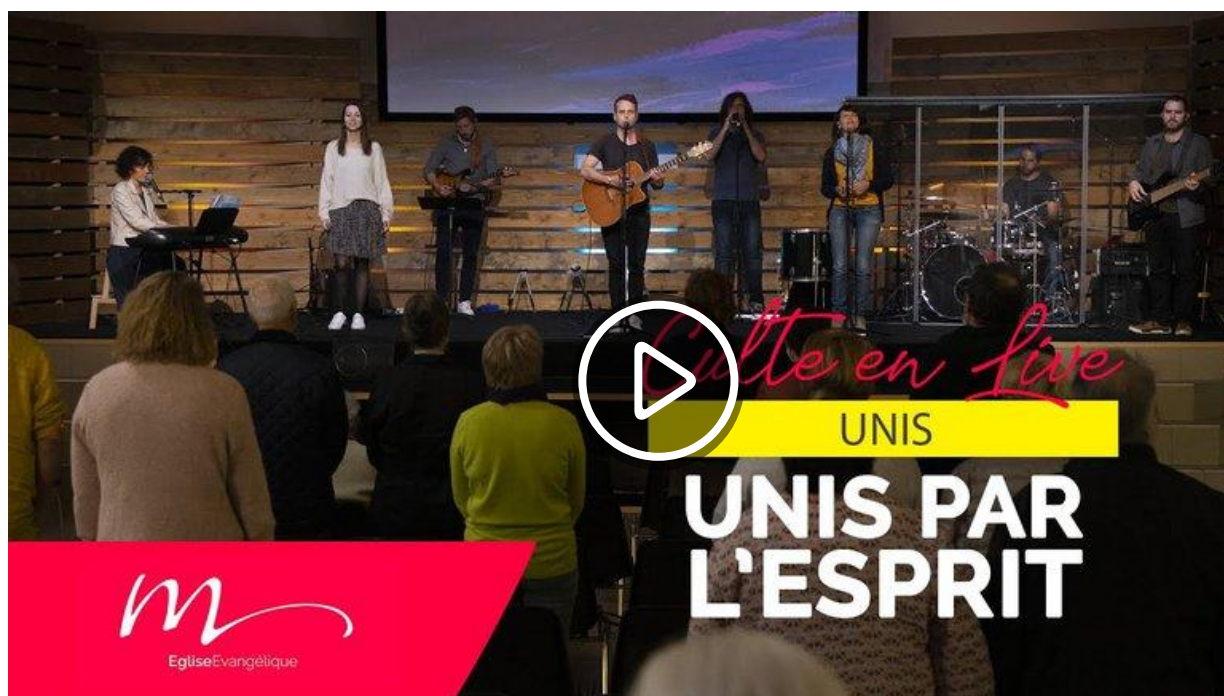 Culte en Live
UNIS
UNIS PAR
L'ESPRIT
m
EgliseEvangélique